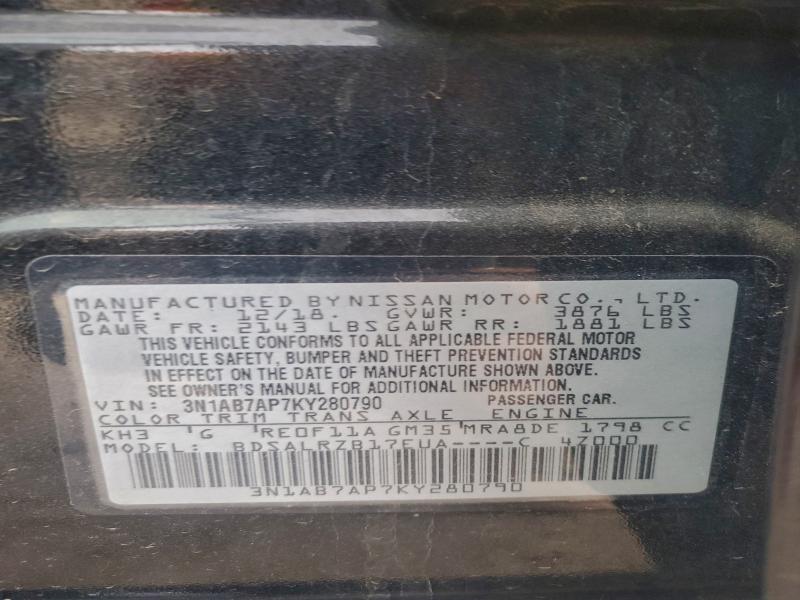 MANUFACTURED BY NISSAN MOTOR CO., LTD.
DATE: 12/18. GVWR: 3876 LBS
GAWR FR: 2143 LBS GAWR RR: 1881 LBS
THIS VEHICLE CONFORMS TO ALL APPLICABLE FEDERAL MOTOR
VEHICLE SAFETY, BUMPER AND THEFT PREVENTION STANDARDS
IN EFFECT ON THE DATE OF MANUFACTURE SHOWN ABOVE.
SEE OWNER'S MANUAL FOR ADDITIONAL INFORMATION.
VIN: 3N1AB7AP7KY280790 PASSENGER CAR.
COLOR TRIM TRANS AXLE ENGINE
KH3 G RE0F11A GM35 MRA8DE 1798 CC
MODEL: BDSALRZB17EUA----C 4Z000
3N1AB7AP7KY280790